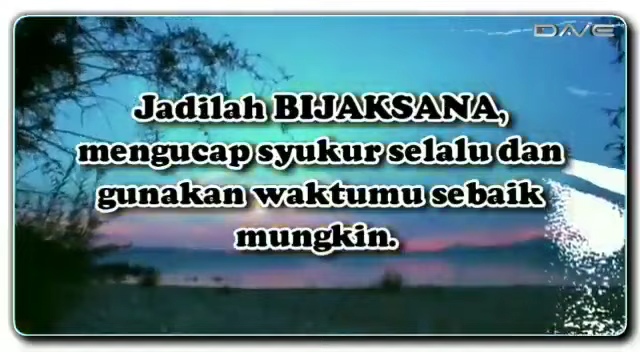 DAVE
Jadilah BIJAKSANA,
mengucap syukur selalu dan
gunakan waktumu sebaik
mungkin.